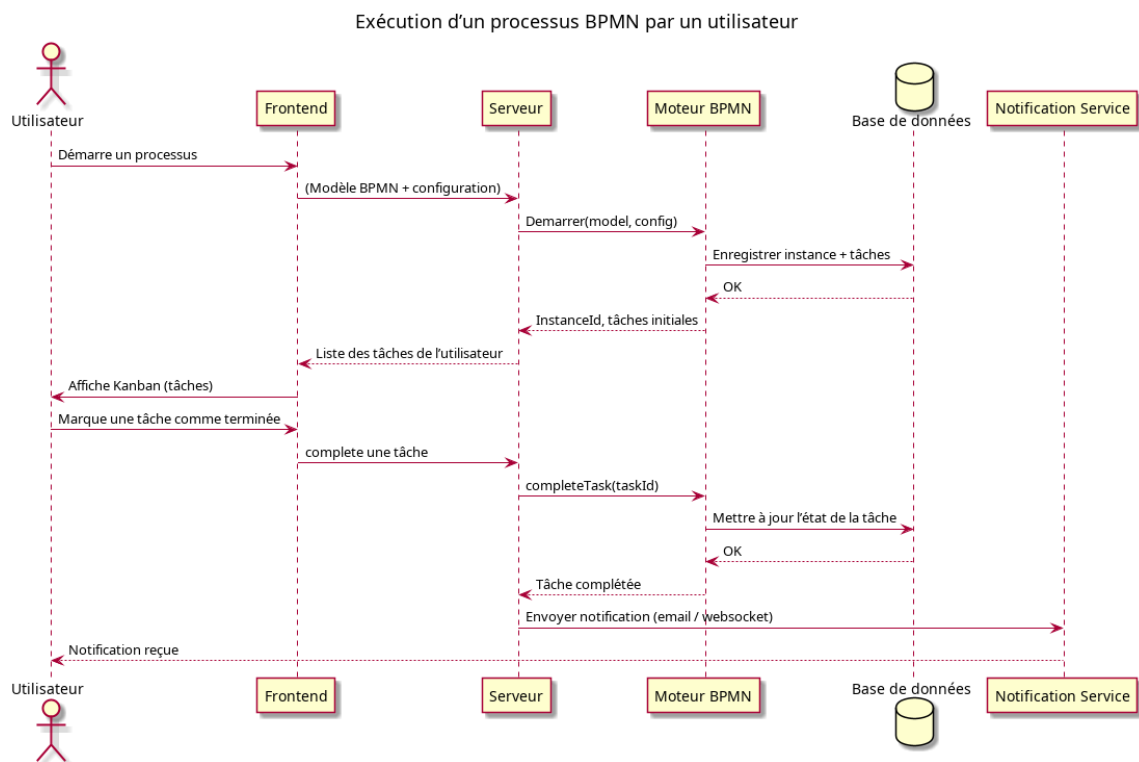 Exécution d’un processus BPMN par un utilisateur
Utilisateur
Frontend
Serveur
Moteur BPMN
Base de données
Notification Service
Démarre un processus
(Modèle BPMN + configuration)
Demarrer(model, config)
Enregistrer instance + tâches
OK
InstanceId, tâches initiales
Liste des tâches de l’utilisateur
Affiche Kanban (tâches)
Marque une tâche comme terminée
complete une tâche
completeTask(taskId)
Mettre à jour l’état de la tâche
OK
Tâche complétée
Envoyer notification (email / websocket)
Notification reçue
Utilisateur
Frontend
Serveur
Moteur BPMN
Base de données
Notification Service